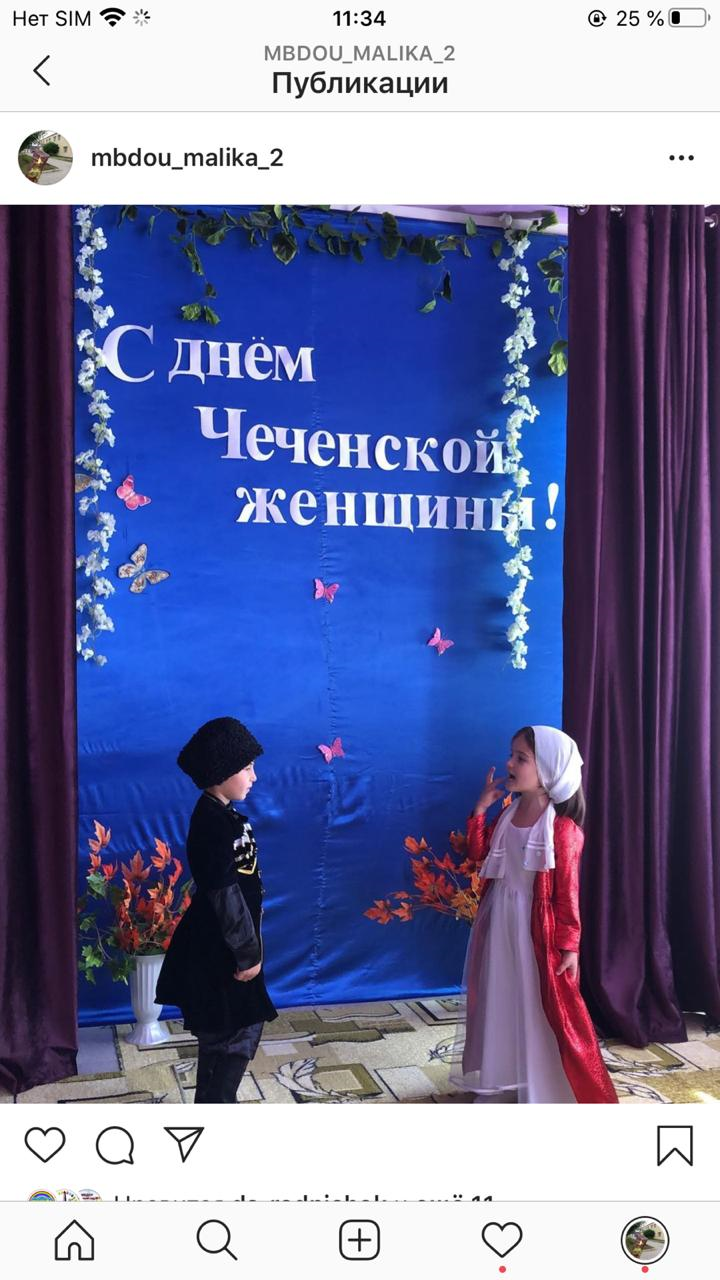 Нет SIM 11:34 25 %
MBDOU_MALIKA_2
Публикации
mbdou_malika_2
С днём
Чеченской
женщины!